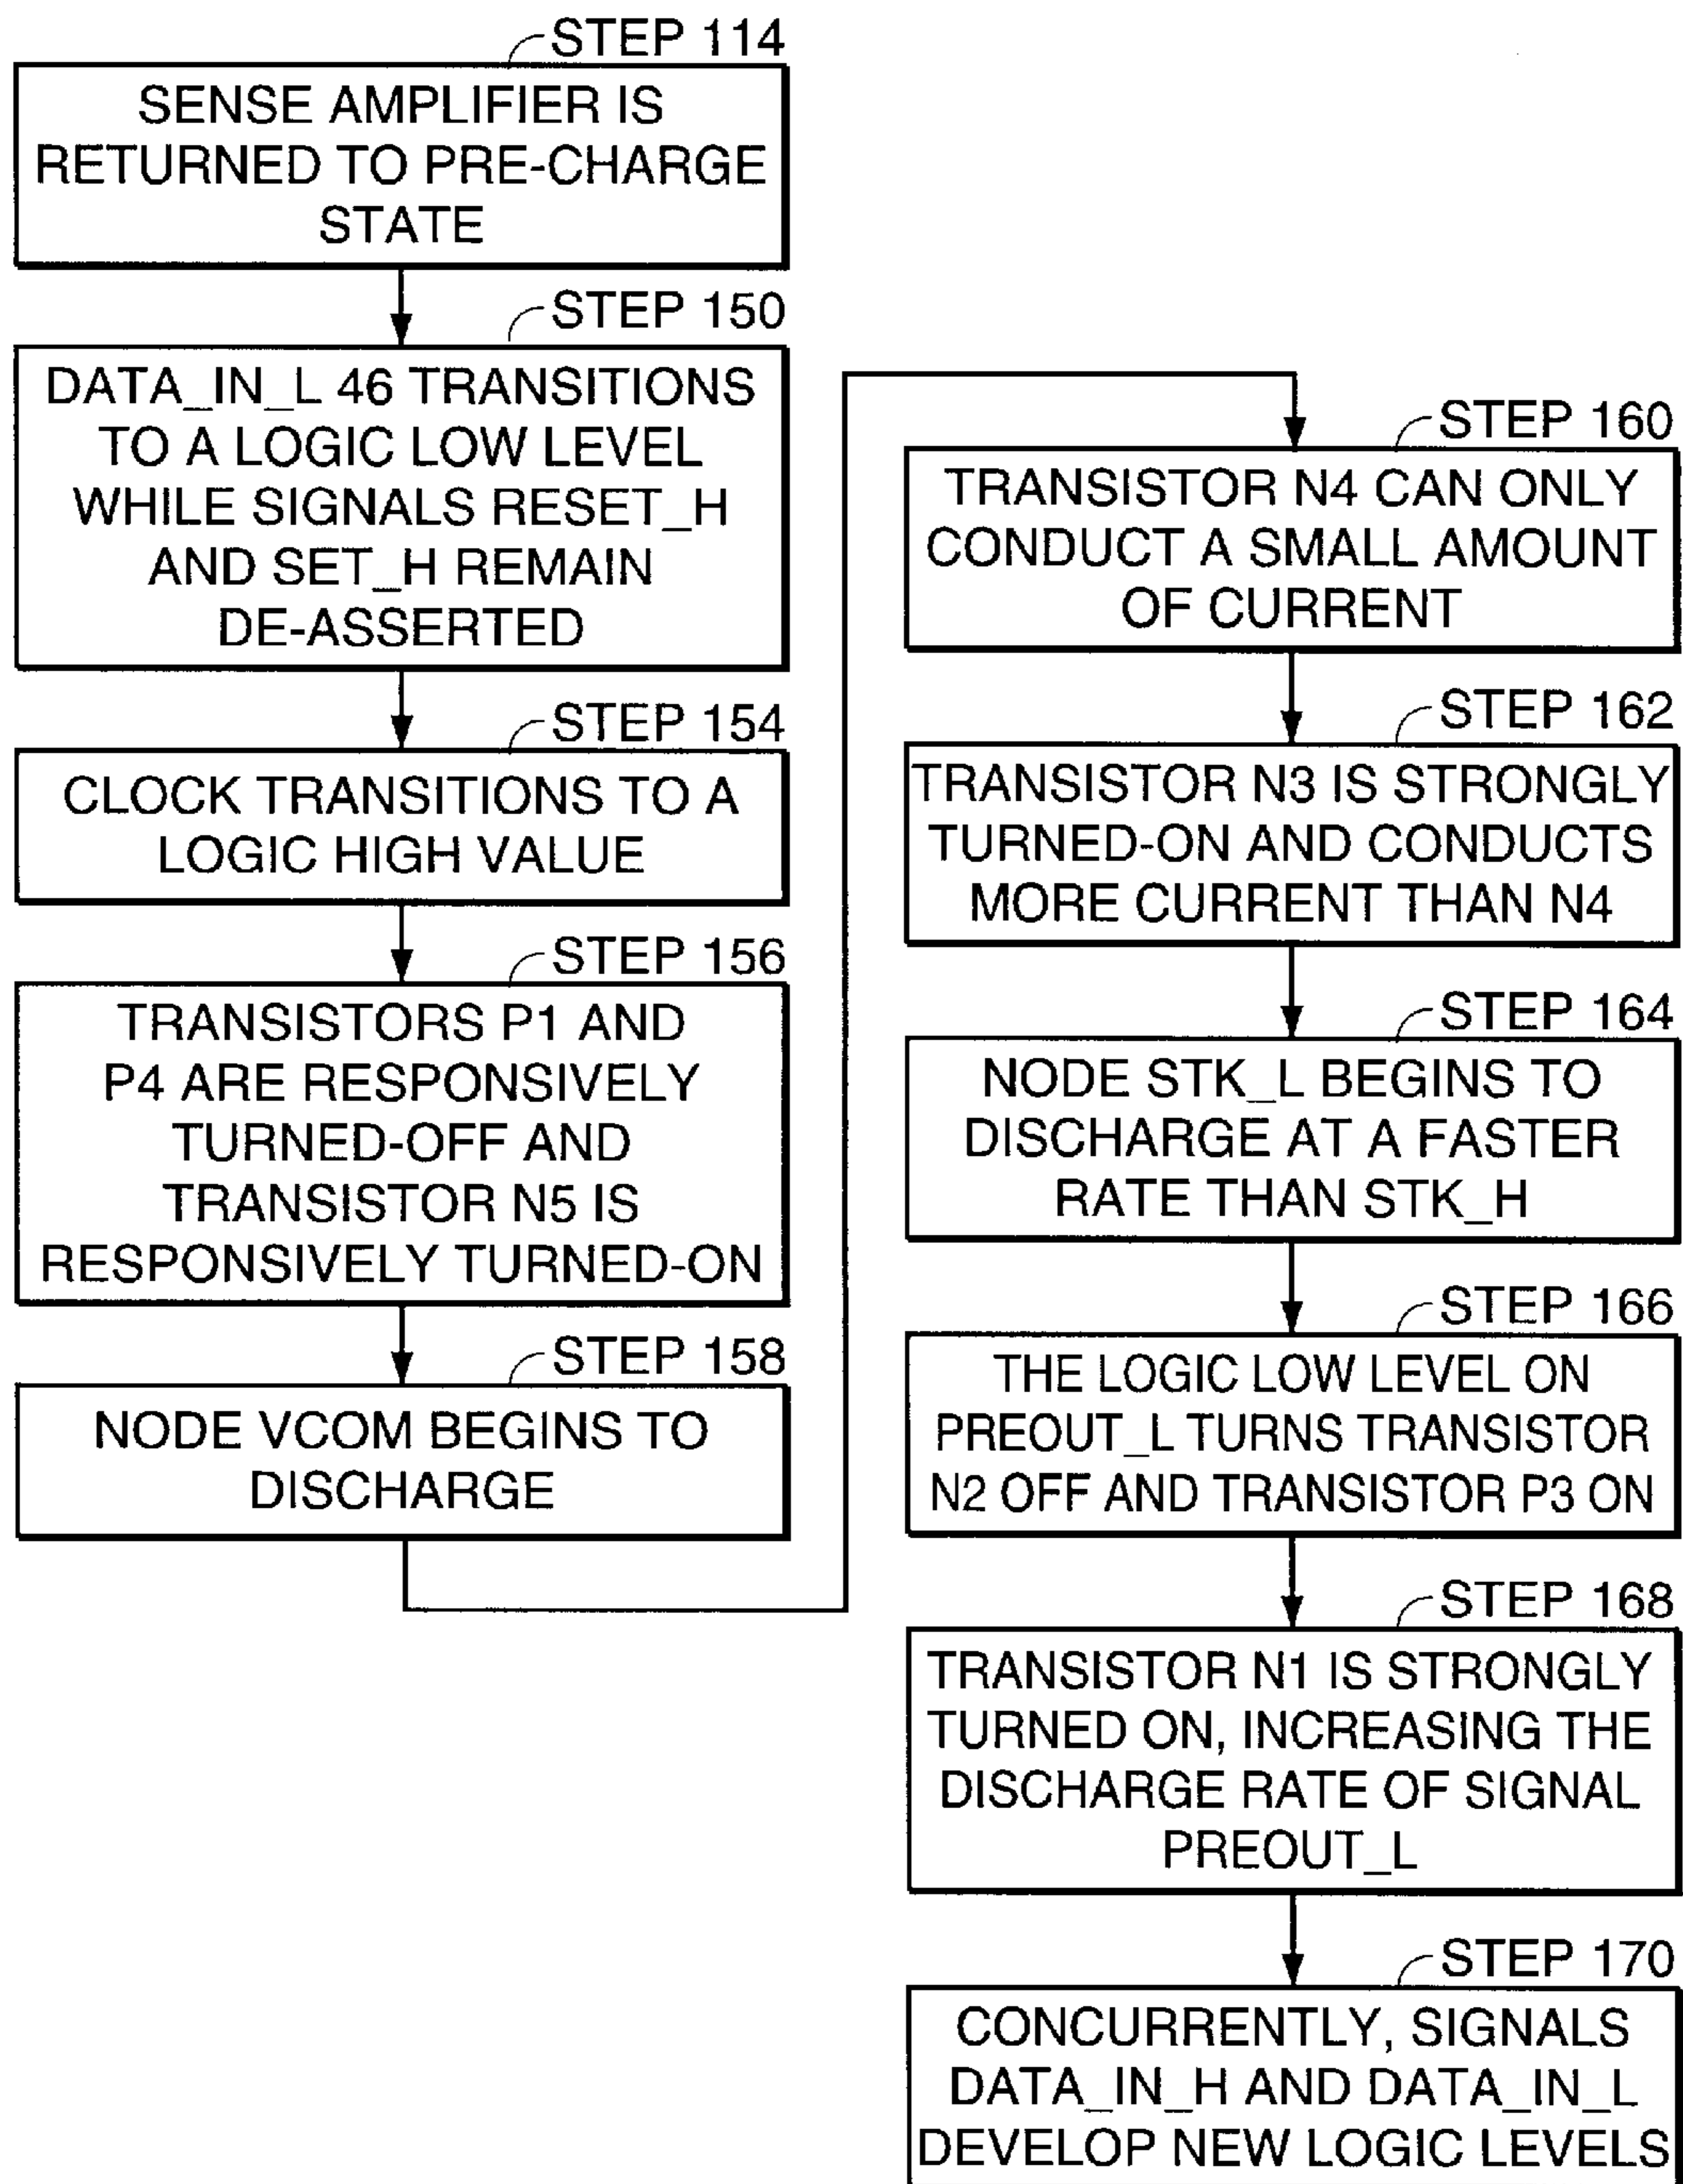 STEP 114
SENSE AMPLIFIER IS
RETURNED TO PRE-CHARGE
STATE
STEP 150
DATA_IN_L 46 TRANSITIONS
TO A LOGIC LOW LEVEL
WHILE SIGNALS RESET_H
AND SET_H REMAIN
DE-ASSERTED
STEP 154
CLOCK TRANSITIONS TO A
LOGIC HIGH VALUE
STEP 156
TRANSISTORS P1 AND
P4 ARE RESPONSIVELY
TURNED-OFF AND
TRANSISTOR N5 IS
RESPONSIVELY TURNED-ON
STEP 158
NODE VCOM BEGINS TO
DISCHARGE
STEP 160
TRANSISTOR N4 CAN ONLY
CONDUCT A SMALL AMOUNT
OF CURRENT
STEP 162
TRANSISTOR N3 IS STRONGLY
TURNED-ON AND CONDUCTS
MORE CURRENT THAN N4
STEP 164
NODE STK_L BEGINS TO
DISCHARGE AT A FASTER
RATE THAN STK_H
STEP 166
THE LOGIC LOW LEVEL ON
PREOUT_L TURNS TRANSISTOR
N2 OFF AND TRANSISTOR P3 ON
STEP 168
TRANSISTOR N1 IS STRONGLY
TURNED ON, INCREASING THE
DISCHARGE RATE OF SIGNAL
PREOUT_L
STEP 170
CONCURRENTLY, SIGNALS
DATA_IN_H AND DATA_IN_L
DEVELOP NEW LOGIC LEVELS